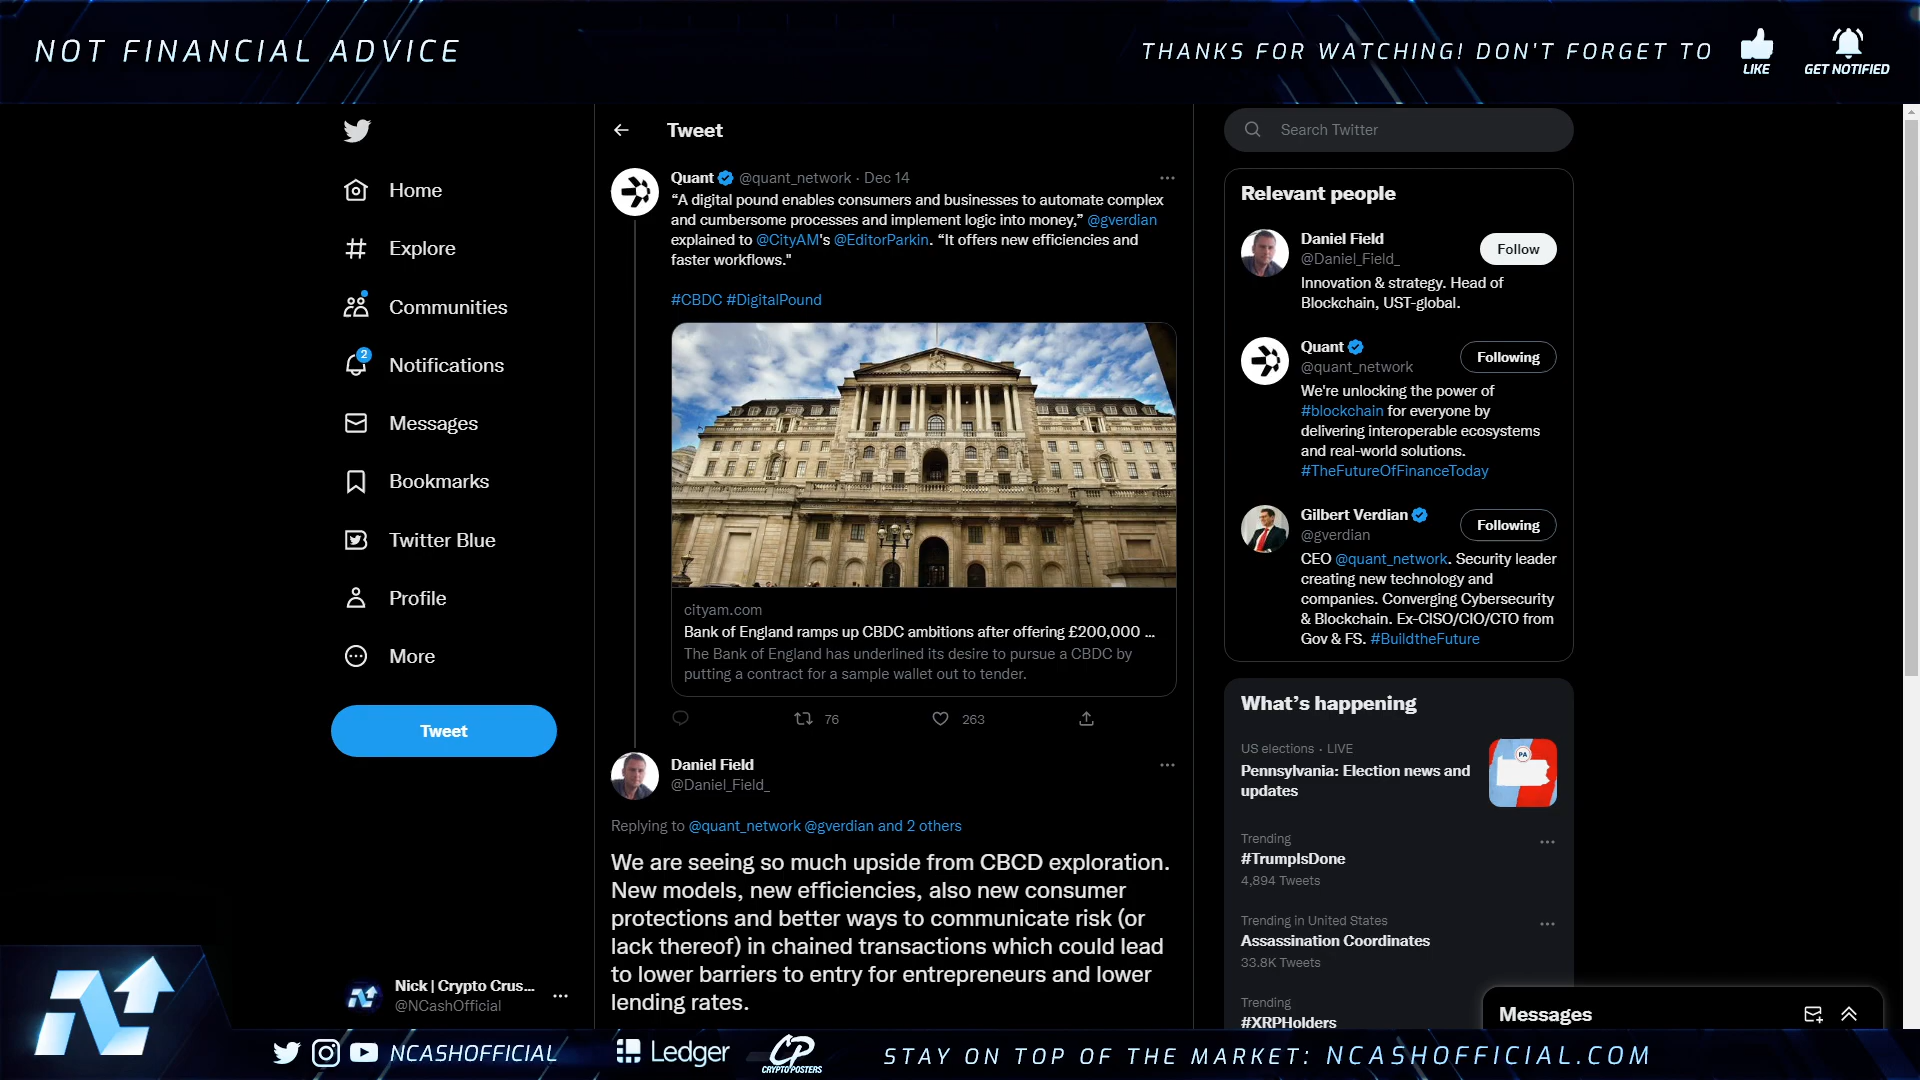 NOT FINANCIAL ADVICE
THANKS FOR WATCHING! DON'T FORGET TO
LIKE
GET NOTIFIED
Home
Explore
Communities
2
Notifications
Messages
Bookmarks
Twitter Blue
Profile
More
Tweet
Nick | Crypto Crus...
@NCashOfficial
Tweet
Quant @quant_network · Dec 14
“A digital pound enables consumers and businesses to automate complex
and cumbersome processes and implement logic into money,” @gverdian
explained to @CityAM's @EditorParkin. “It offers new efficiencies and
faster workflows."
#CBDC #DigitalPound
cityam.com
Bank of England ramps up CBDC ambitions after offering £200,000 ...
The Bank of England has underlined its desire to pursue a CBDC by
putting a contract for a sample wallet out to tender.
76
263
Daniel Field
@Daniel_Field_
Replying to @quant_network @gverdian and 2 others
We are seeing so much upside from CBCD exploration.
New models, new efficiencies, also new consumer
protections and better ways to communicate risk (or
lack thereof) in chained transactions which could lead
to lower barriers to entry for entrepreneurs and lower
lending rates.
Search Twitter
Relevant people
Daniel Field
@Daniel_Field_
Follow
Innovation & strategy. Head of
Blockchain, UST-global.
Quant
@quant_network
Following
We're unlocking the power of
#blockchain for everyone by
delivering interoperable ecosystems
and real-world solutions.
#TheFutureOfFinanceToday
Gilbert Verdian
@gverdian
Following
CEO @quant_network. Security leader
creating new technology and
companies. Converging Cybersecurity
& Blockchain. Ex-CISO/CIO/CTO from
Gov & FS. #BuildtheFuture
What’s happening
US elections · LIVE
Pennsylvania: Election news and
updates
PA
Trending
#TrumpIsDone
4,894 Tweets
Trending in United States
Assassination Coordinates
33.8K Tweets
Trending
#XRPHolders
Messages
NCASHOFFICIAL
Ledger
CP
CRYPTOPOSTERS
STAY ON TOP OF THE MARKET: NCASHOFFICIAL.COM